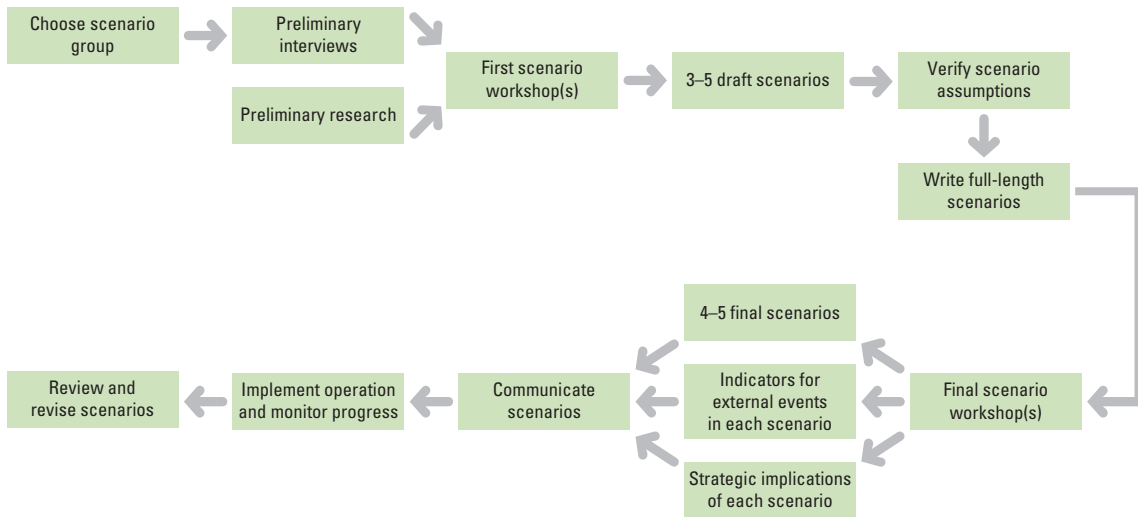 Choose scenario
group
Preliminary
interviews
Preliminary research
First scenario
workshop(s)
3–5 draft scenarios
Verify scenario
assumptions
Write full-length
scenarios
Final scenario
workshop(s)
4–5 final scenarios
Indicators for
external events
in each scenario
Strategic implications
of each scenario
Communicate
scenarios
Implement operation
and monitor progress
Review and
revise scenarios